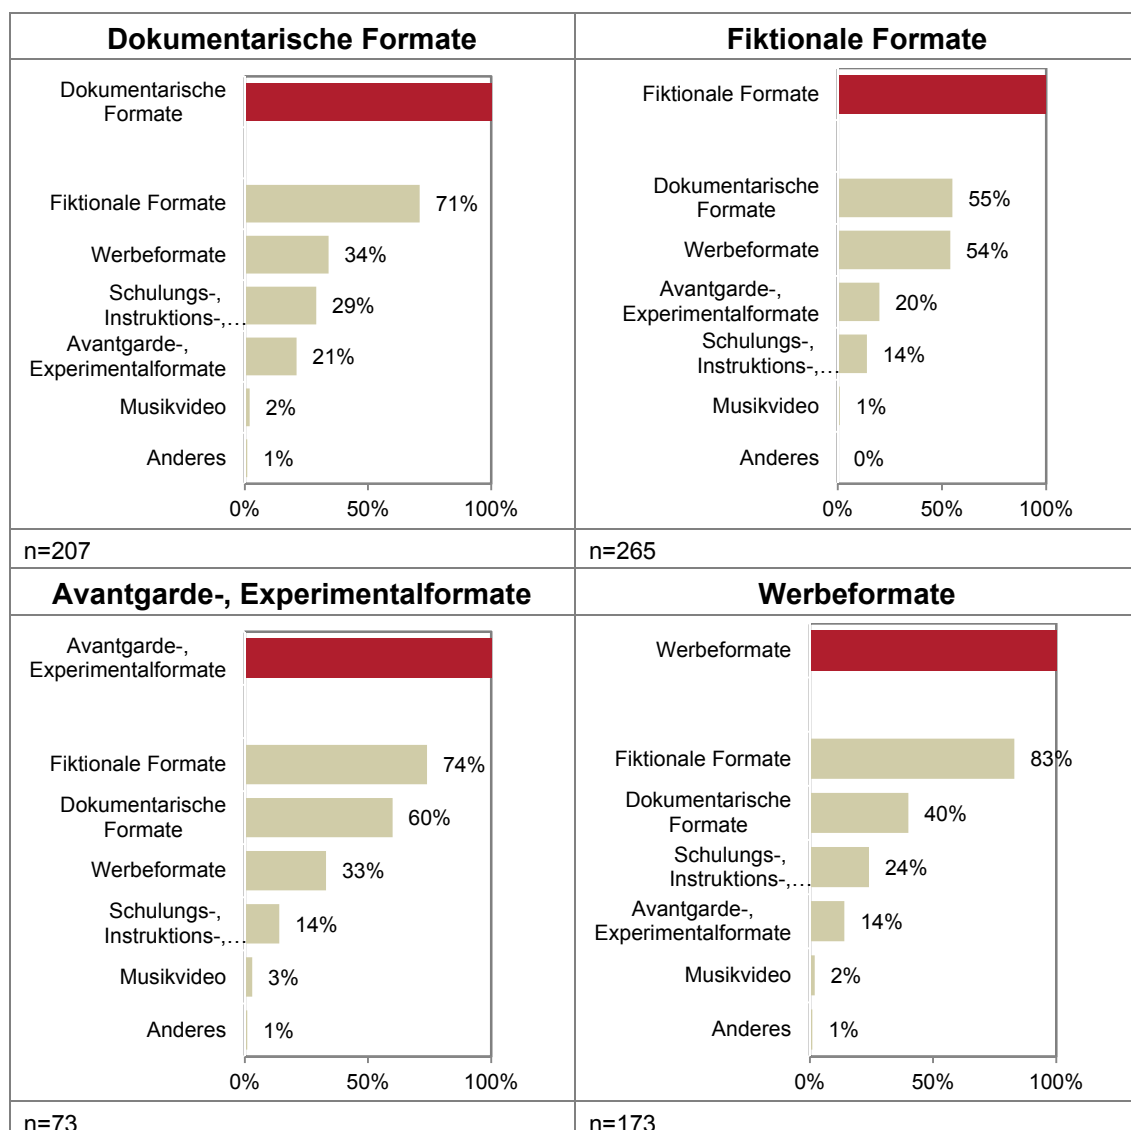 Dokumentarische Formate
Dokumentarische
Formate
Fiktionale Formate
71%
Werbeformate
34%
Schulungs-,
Instruktions-,…
29%
Avantgarde-,
Experimentalformate
21%
Musikvideo
2%
Anderes
1%
0%
50%
100%
n=207
Fiktionale Formate
Fiktionale Formate
Dokumentarische
Formate
55%
Werbeformate
54%
Avantgarde-,
Experimentalformate
20%
Schulungs-,
Instruktions-,…
14%
Musikvideo
1%
Anderes
0%
0%
50%
100%
n=265
Avantgarde-, Experimentalformate
Avantgarde-,
Experimentalformate
Fiktionale Formate
74%
Dokumentarische
Formate
60%
Werbeformate
33%
Schulungs-,
Instruktions-,…
14%
Musikvideo
3%
Anderes
1%
0%
50%
100%
n=73
Werbeformate
Werbeformate
Fiktionale Formate
83%
Dokumentarische
Formate
40%
Schulungs-,
Instruktions-,…
24%
Avantgarde-,
Experimentalformate
14%
Musikvideo
2%
Anderes
1%
0%
50%
100%
n=173